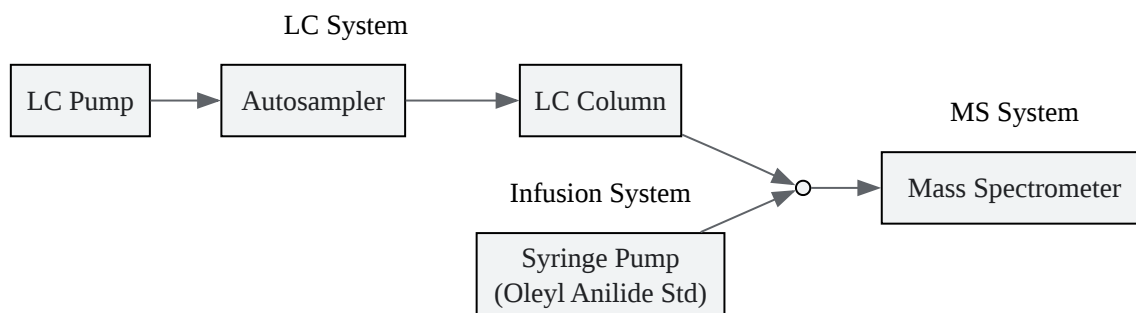 LC System
LC Pump
Autosampler
LC Column
MS System
Mass Spectrometer
Infusion System
Syringe Pump
(Oleyl Anilide Std)